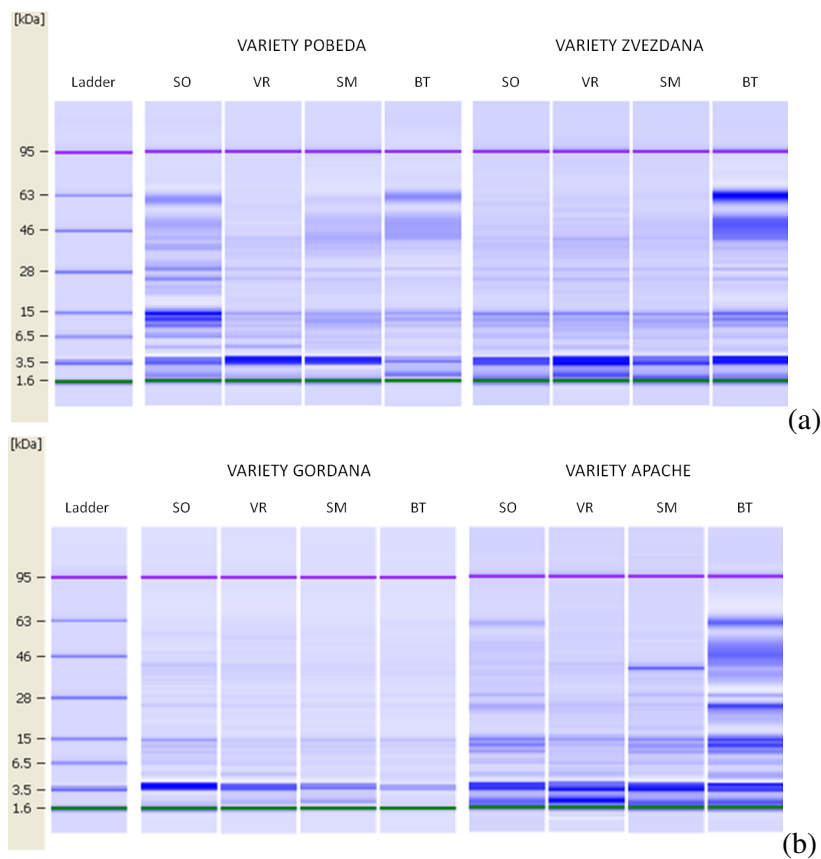 [kDa]
VARIETY POBEDA VARIETY ZVEZDANA
Ladder SO VR SM BT SO VR SM BT
95
63
46
28
15
6.5
3.5
1.6
(a)
[kDa]
VARIETY GORDANA VARIETY APACHE
Ladder SO VR SM BT SO VR SM BT
95
63
46
28
15
6.5
3.5
1.6
(b)